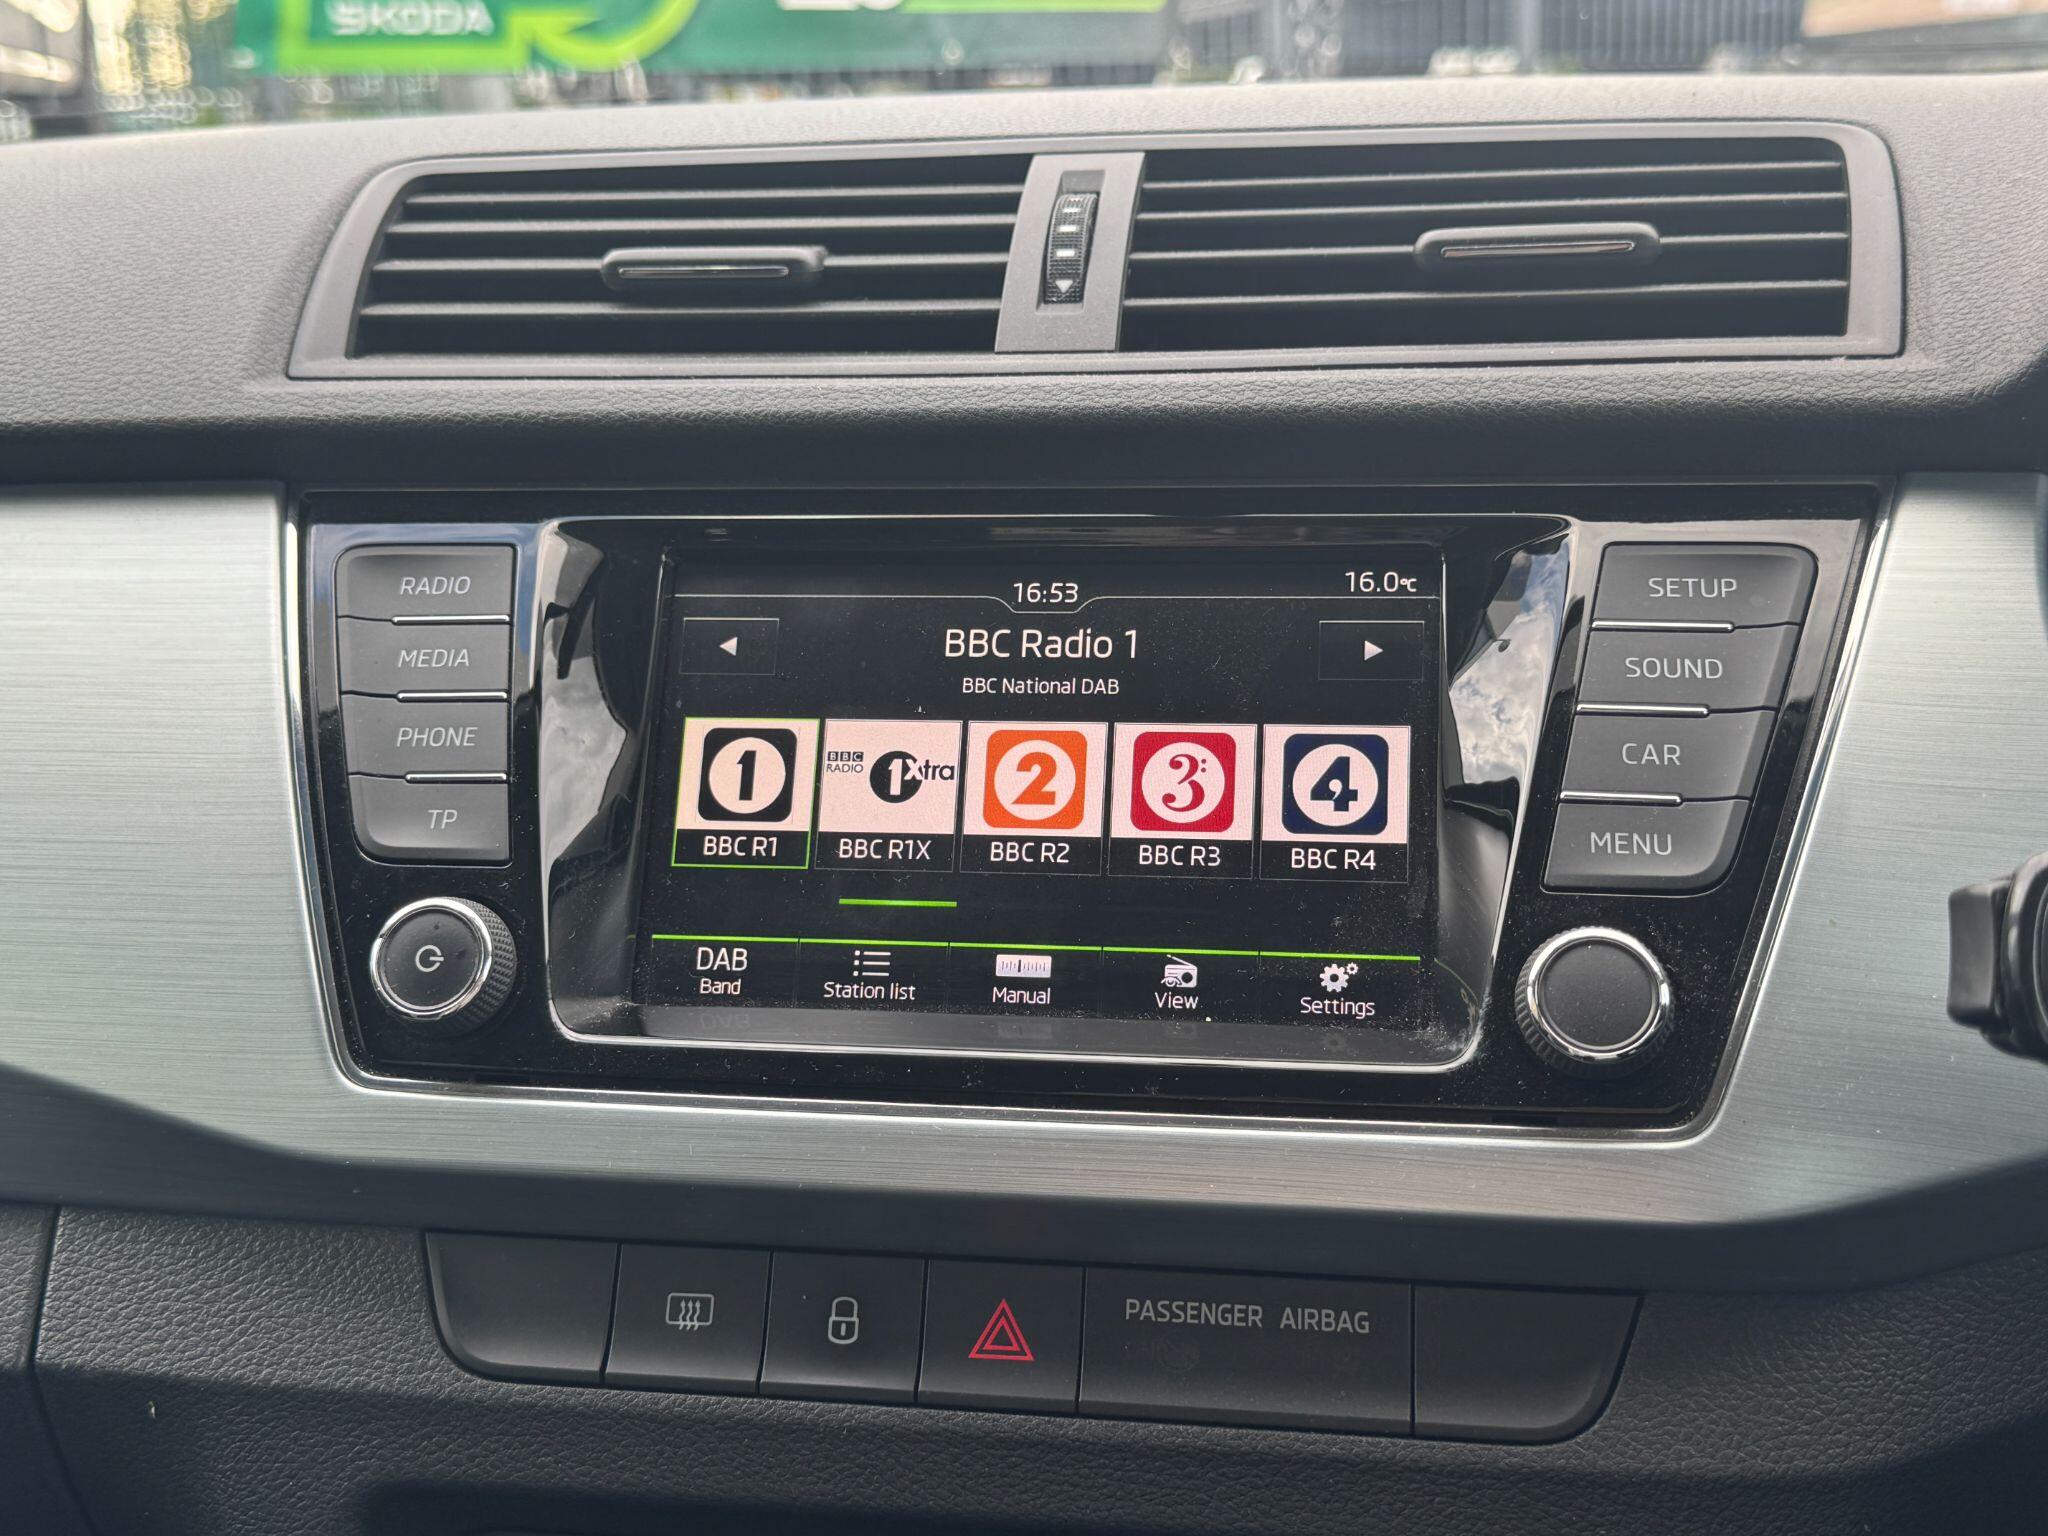 ŠKODA
RADIO
MEDIA
PHONE
TP
16:53
16.0°C
BBC Radio 1
BBC National DAB
1
BBC RADIO 1Xtra
2
3
4
BBC R1
BBC R1X
BBC R2
BBC R3
BBC R4
DAB
Band
Station list
Manual
View
Settings
SETUP
SOUND
CAR
MENU
PASSENGER AIRBAG